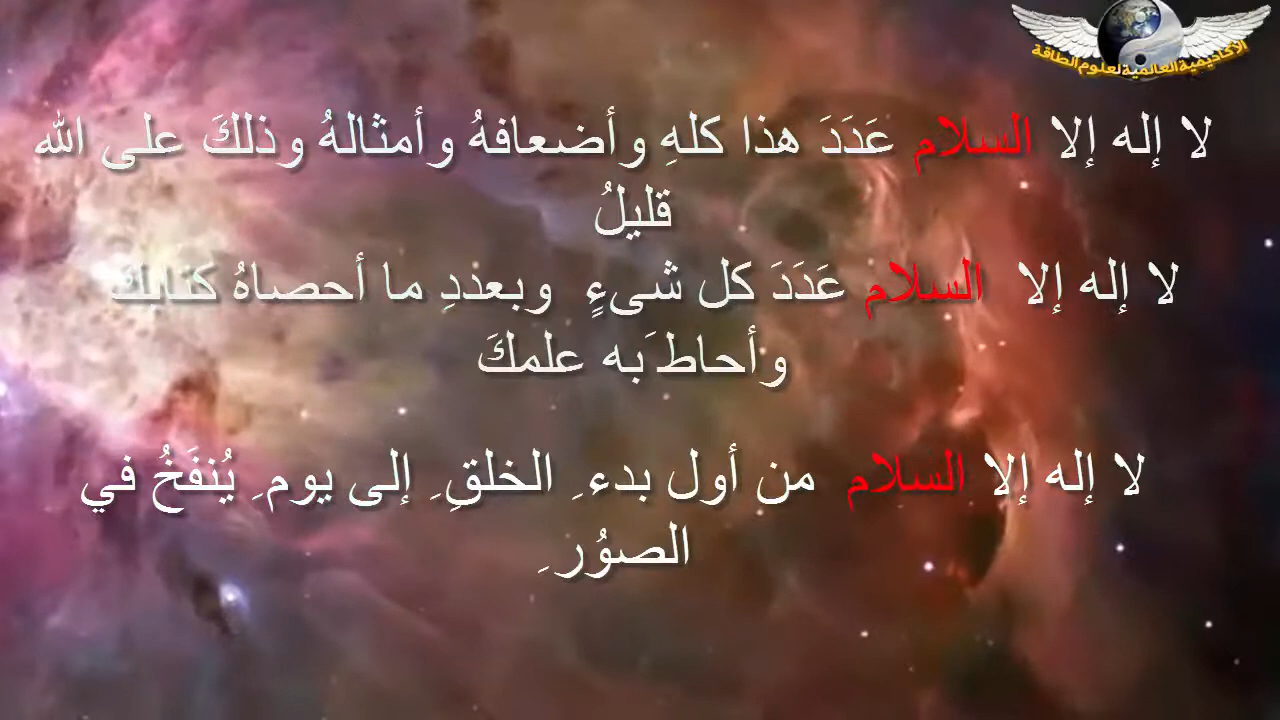 الأكاديمية العالمية لعلوم الطاقة
لا إله إلا السلام عَدَدَ هذا كلهِ وأضعافهُ وأمثالهُ وذلكَ على الله
قليلُ
لا إله إلا السلام عَدَدَ كل شىءٍ وبعددِ ما أحصاهُ كتابكَ
وأحاط َبه علمكَ
لا إله إلا السلام من أول بدء ِ الخلقِ ِ إلى يوم ِ يُنفَخُ في
الصوُر ِ